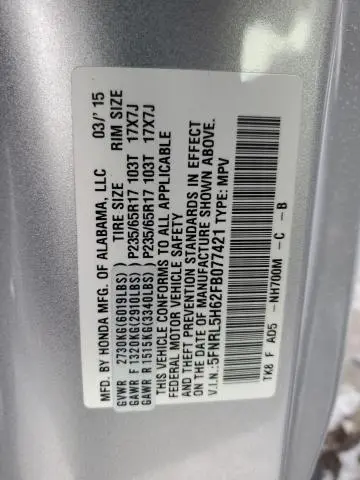 MFD. BY HONDA MFG. OF ALABAMA, LLC 03/'15
GVWR 2730KG(6019LBS) TIRE SIZE RIM SIZE
GAWR F 1320KG(2910LBS) P235/65R17 103T 17X7J
GAWR R 1515KG(3340LBS) P235/65R17 103T 17X7J
THIS VEHICLE CONFORMS TO ALL APPLICABLE
FEDERAL MOTOR VEHICLE SAFETY
AND THEFT PREVENTION STANDARDS IN EFFECT
ON THE DATE OF MANUFACTURE SHOWN ABOVE.
V.I.N.: 5FNRL5H62FB077421 TYPE: MPV
TK8 F AD5 -NH700M -C -B